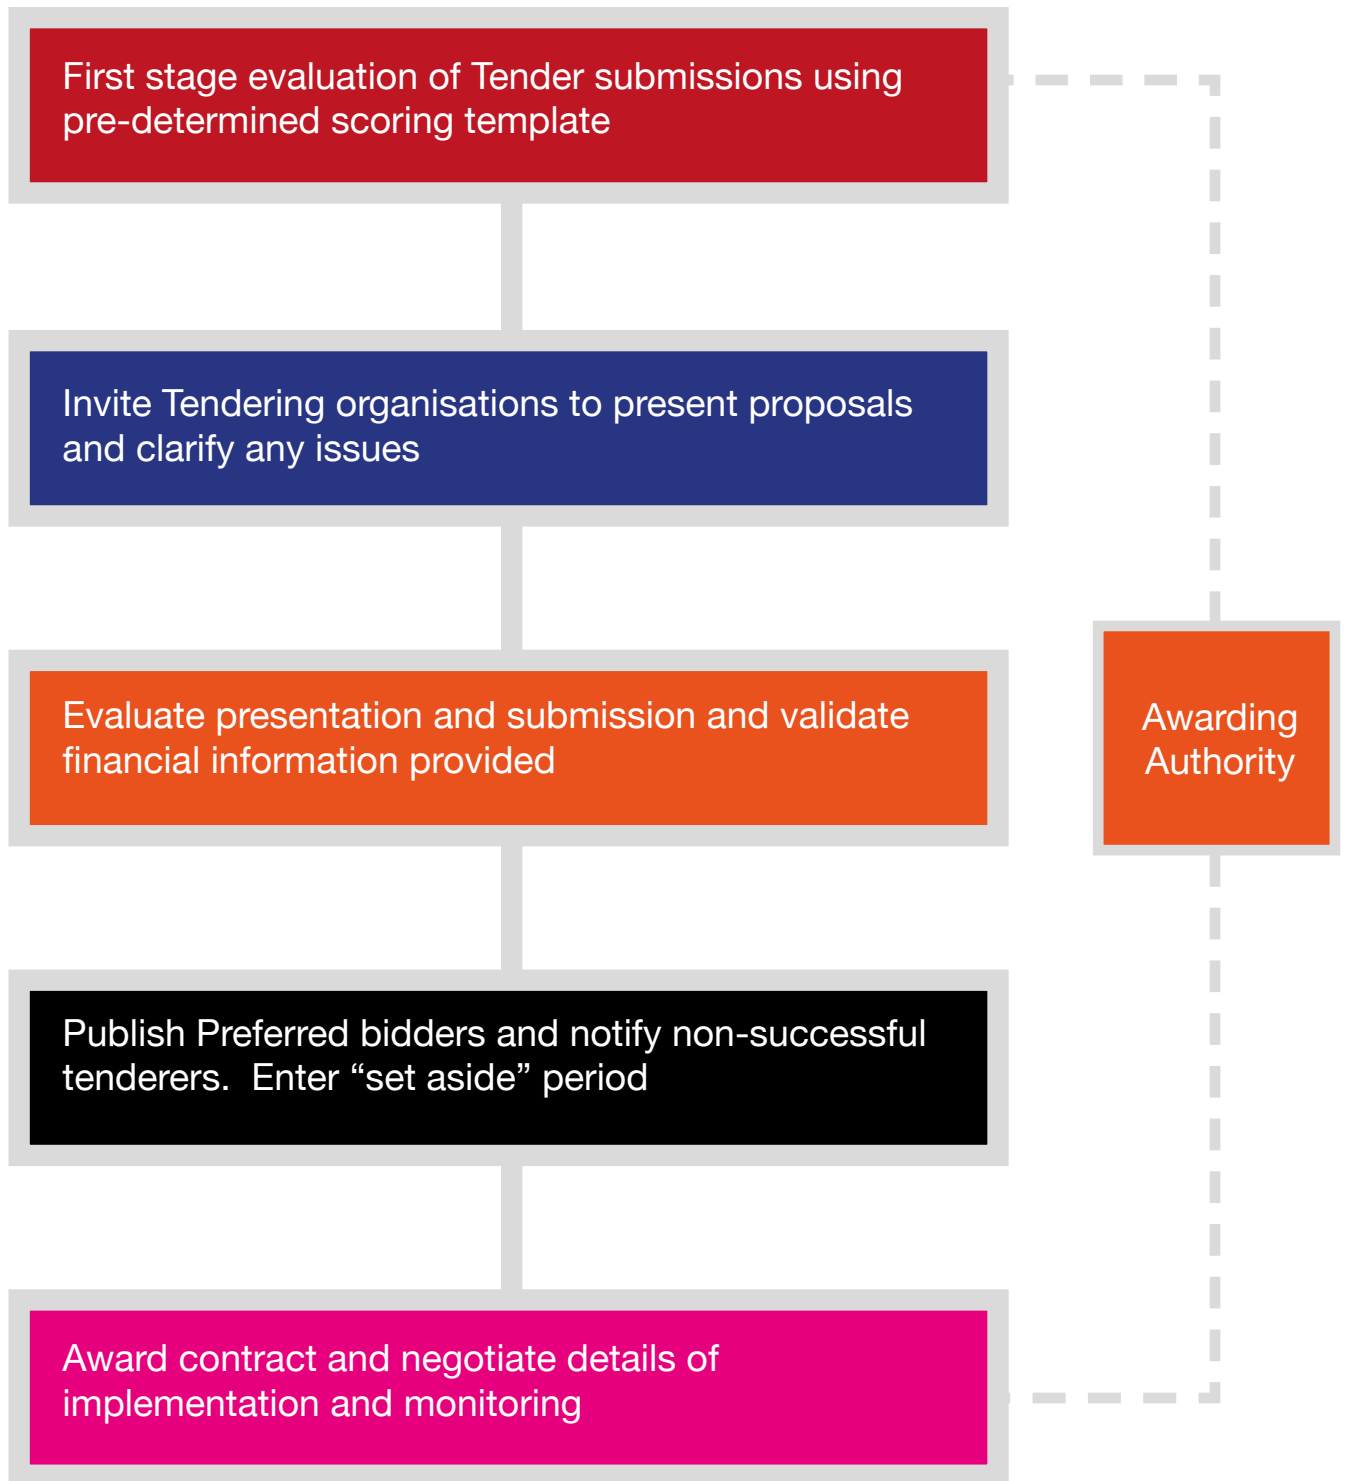 First stage evaluation of Tender submissions using
pre-determined scoring template
Invite Tendering organisations to present proposals
and clarify any issues
Evaluate presentation and submission and validate
financial information provided
Awarding
Authority
Publish Preferred bidders and notify non-successful
tenderers.  Enter “set aside” period
Award contract and negotiate details of
implementation and monitoring